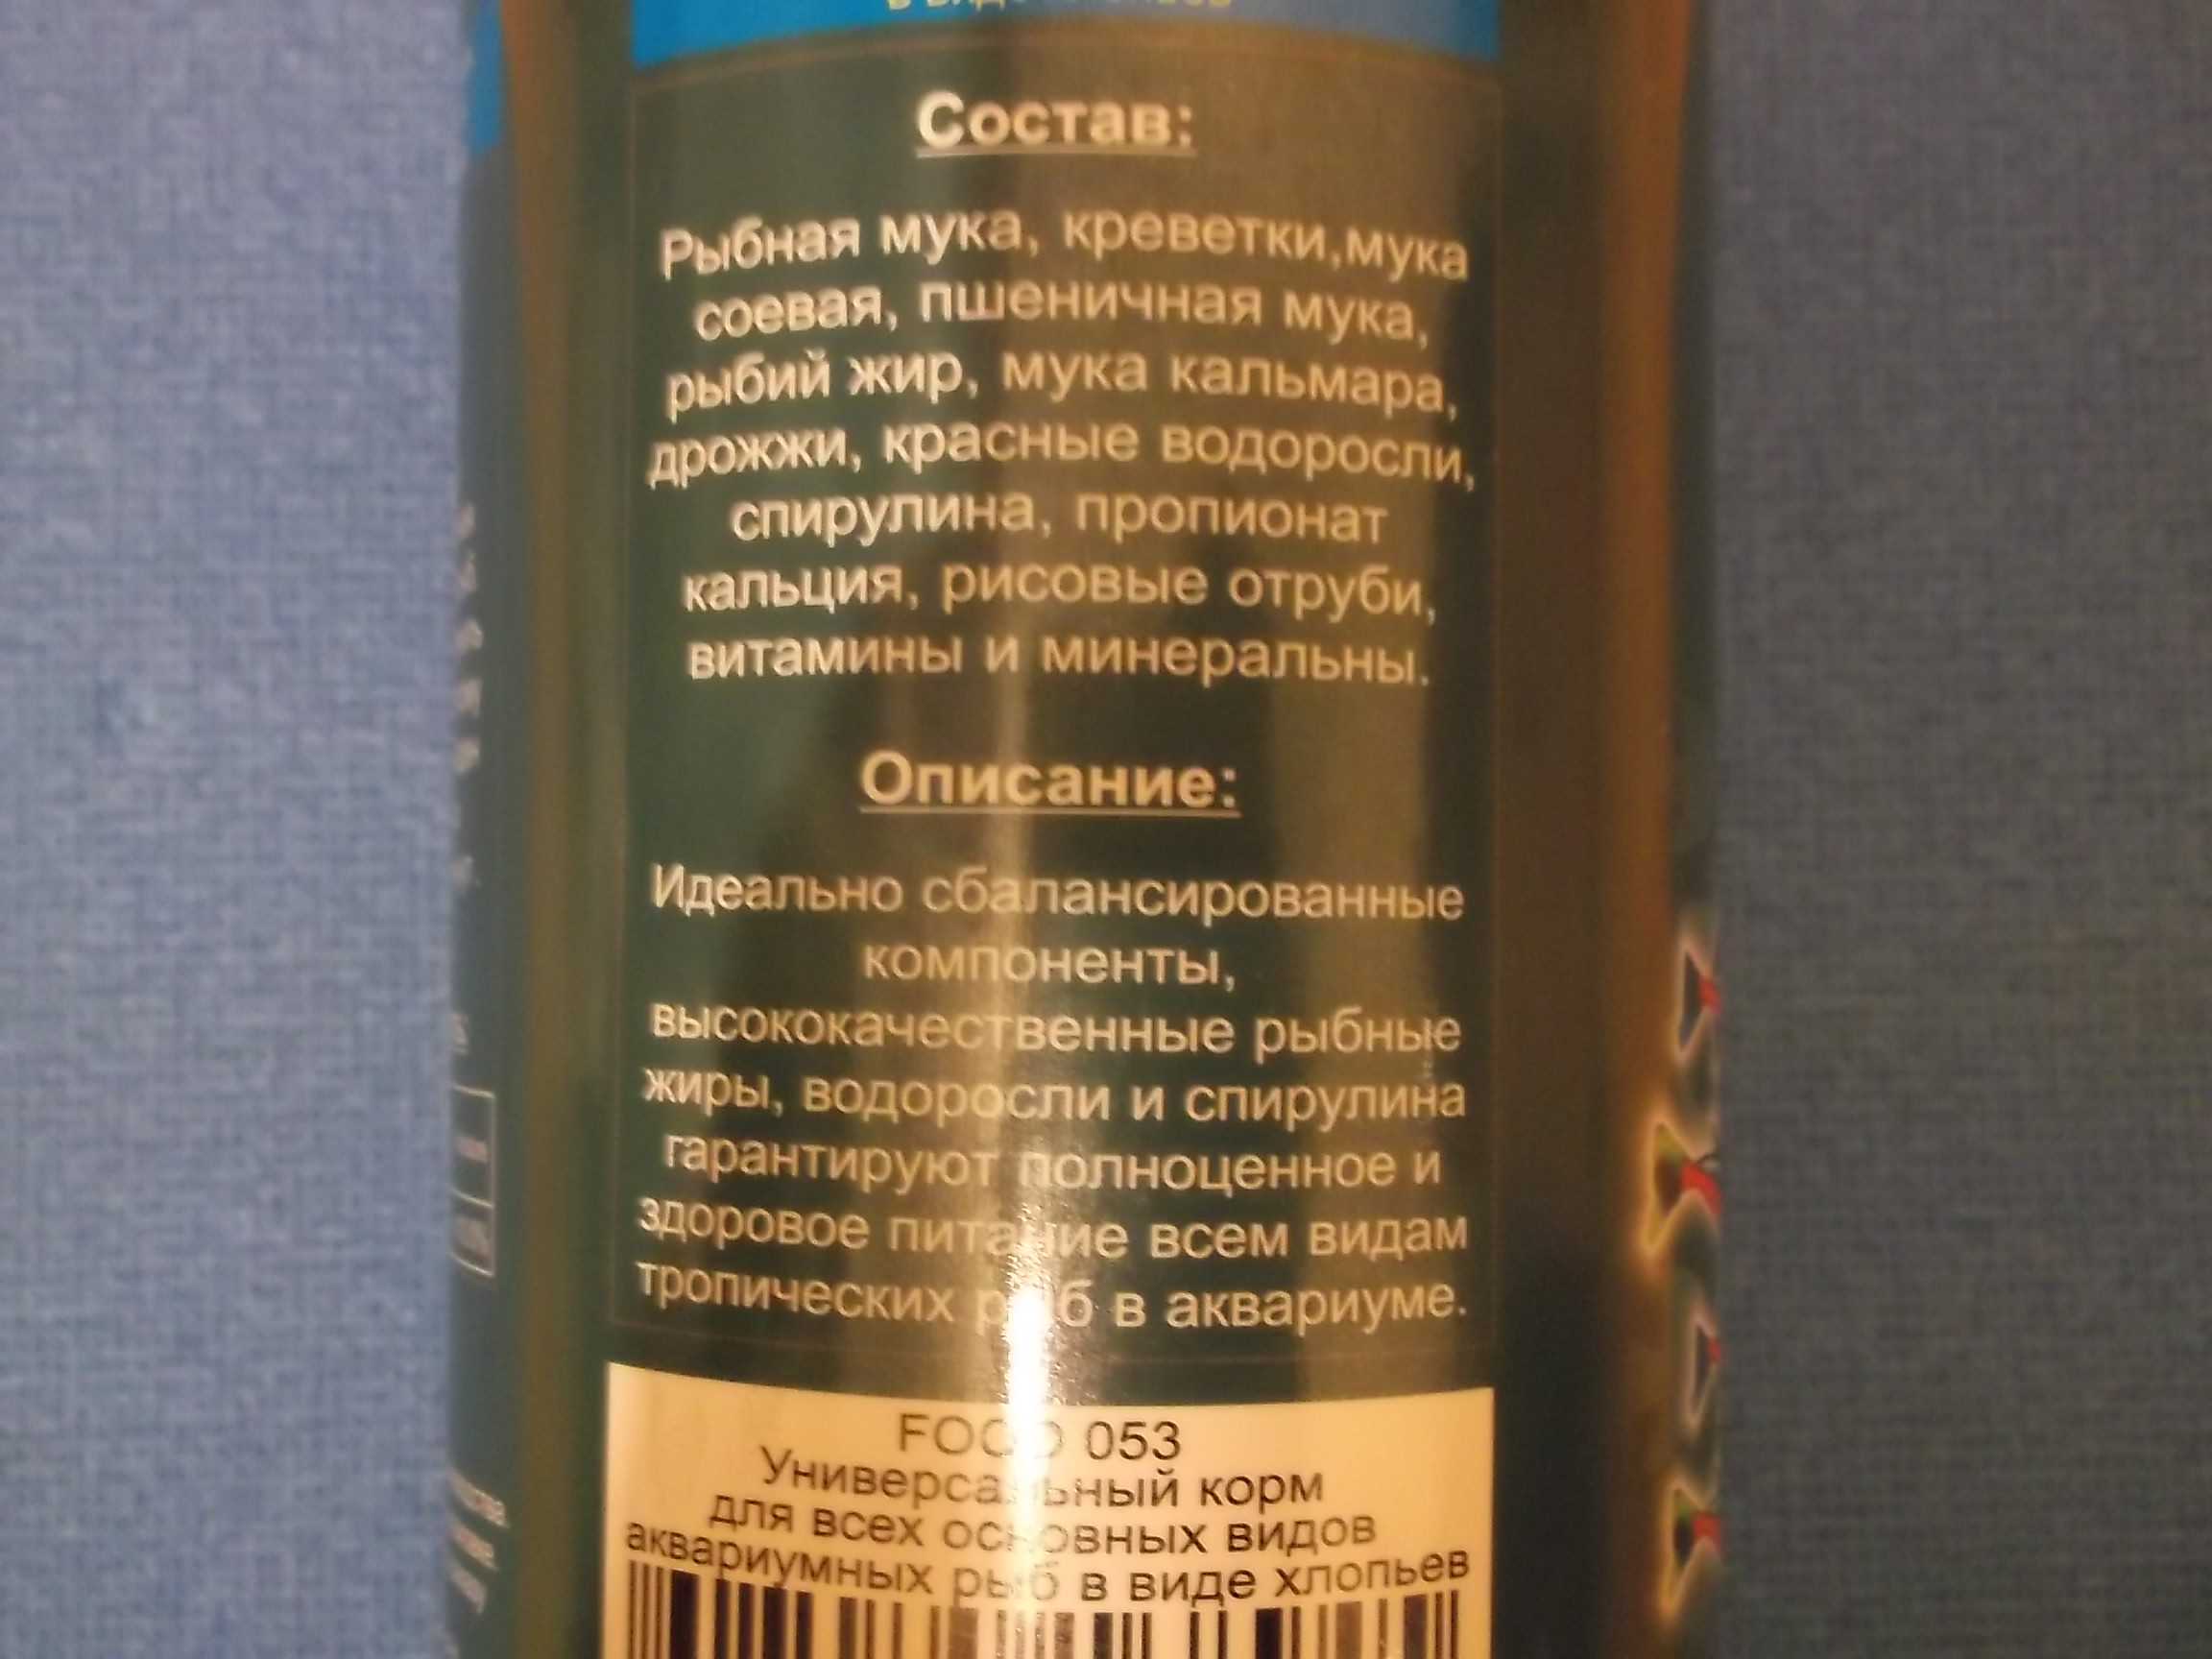 Состав:
Рыбная мука, креветки,мука
соевая, пшеничная мука,
рыбий жир, мука кальмара,
дрожжи, красные водоросли,
спирулина, пропионат
кальция, рисовые отруби,
витамины и минеральны.
Описание:
Идеально сбалансированные
компоненты,
высококачественные рыбные
жиры, водоросли и спирулина
гарантируют полноценное и
здоровое питание всем видам
тропических рыб в аквариуме.
FOOD 053
Универсальный корм
для всех основных видов
аквариумных рыб в виде хлопьев